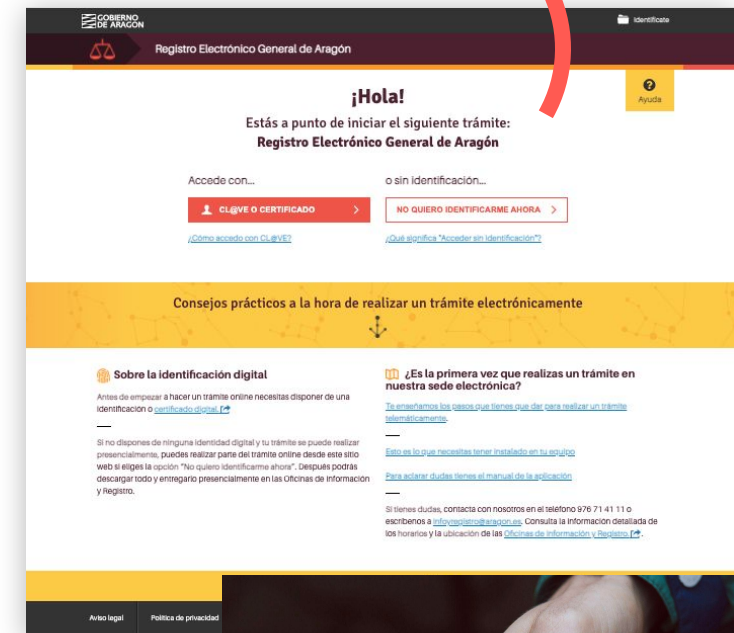 GOBIERNO
DE ARAGON
Identifícate
Registro Electrónico General de Aragón
Ayuda
¡Hola!
Estás a punto de iniciar el siguiente trámite:
Registro Electrónico General de Aragón
Accede con...
CL@VE O CERTIFICADO
¿Cómo accedo con CL@VE?
o sin identificación...
NO QUIERO IDENTIFICARME AHORA
¿Qué significa "Acceder sin identificación"?
Consejos prácticos a la hora de realizar un trámite electrónicamente
Sobre la identificación digital
Antes de empezar a hacer un trámite online necesitas disponer de una
identificación o certificado digital.
Si no dispones de ninguna identidad digital y tu trámite se puede realizar
presencialmente, puedes realizar parte del trámite online desde este sitio
web si eliges la opción "No quiero identificarme ahora". Después podrás
descargar todo y entregarlo presencialmente en las Oficinas de Información
y Registro.
¿Es la primera vez que realizas un trámite en
nuestra sede electrónica?
Te enseñamos los pasos que tienes que dar para realizar un trámite
telemáticamente.
Esto es lo que necesitas tener instalado en tu equipo
Para aclarar dudas tienes el manual de la aplicación
Si tienes dudas, contacta con nosotros en el teléfono 976 71 41 11 o
escríbenos a infoyregistro@aragon.es. Consulta la información detallada de
los horarios y la ubicación de las Oficinas de Información y Registro.
Aviso legal
Política de privacidad